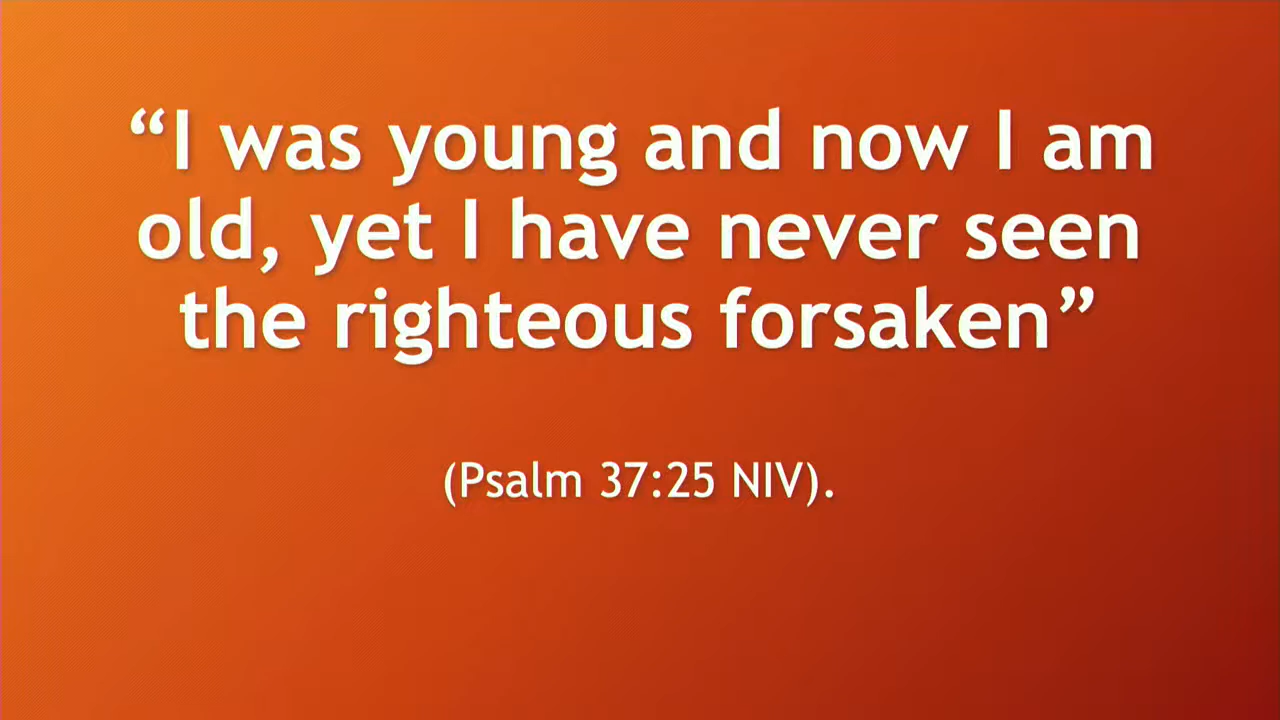 “I was young and now I am
old, yet I have never seen
the righteous forsaken”
(Psalm 37:25 NIV).